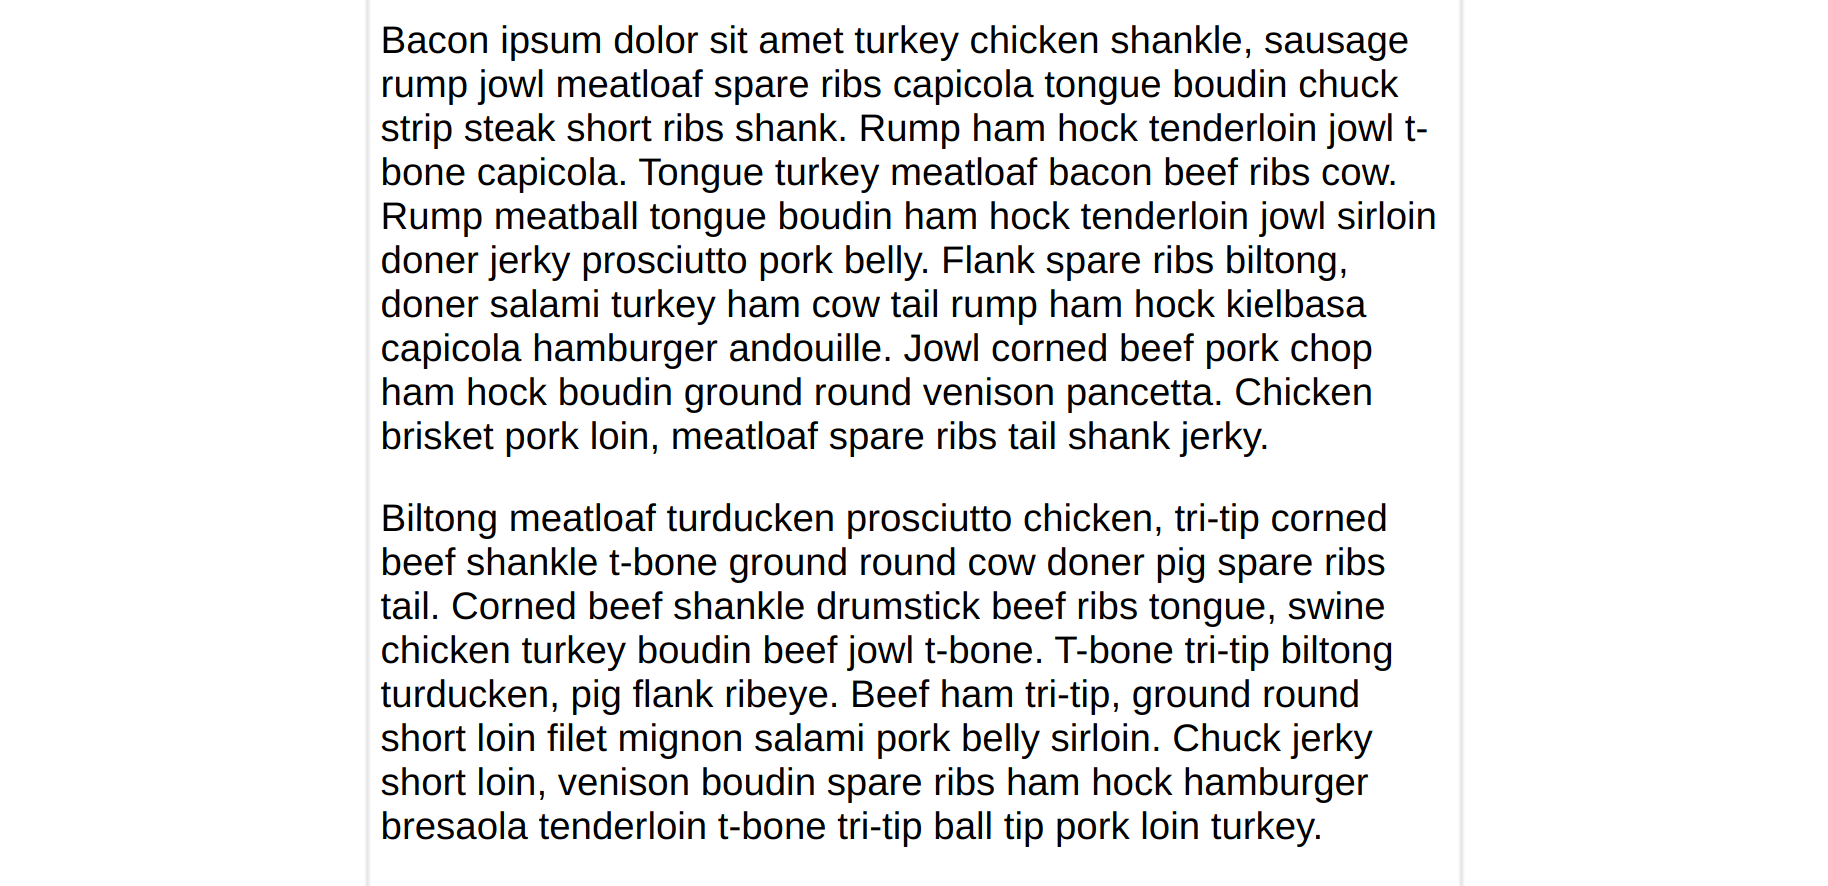 Bacon ipsum dolor sit amet turkey chicken shankle, sausage
rump jowl meatloaf spare ribs capicola tongue boudin chuck
strip steak short ribs shank. Rump ham hock tenderloin jowl t-
bone capicola. Tongue turkey meatloaf bacon beef ribs cow.
Rump meatball tongue boudin ham hock tenderloin jowl sirloin
doner jerky prosciutto pork belly. Flank spare ribs biltong,
doner salami turkey ham cow tail rump ham hock kielbasa
capicola hamburger andouille. Jowl corned beef pork chop
ham hock boudin ground round venison pancetta. Chicken
brisket pork loin, meatloaf spare ribs tail shank jerky.

Biltong meatloaf turducken prosciutto chicken, tri-tip corned
beef shankle t-bone ground round cow doner pig spare ribs
tail. Corned beef shankle drumstick beef ribs tongue, swine
chicken turkey boudin beef jowl t-bone. T-bone tri-tip biltong
turducken, pig flank ribeye. Beef ham tri-tip, ground round
short loin filet mignon salami pork belly sirloin. Chuck jerky
short loin, venison boudin spare ribs ham hock hamburger
bresaola tenderloin t-bone tri-tip ball tip pork loin turkey.